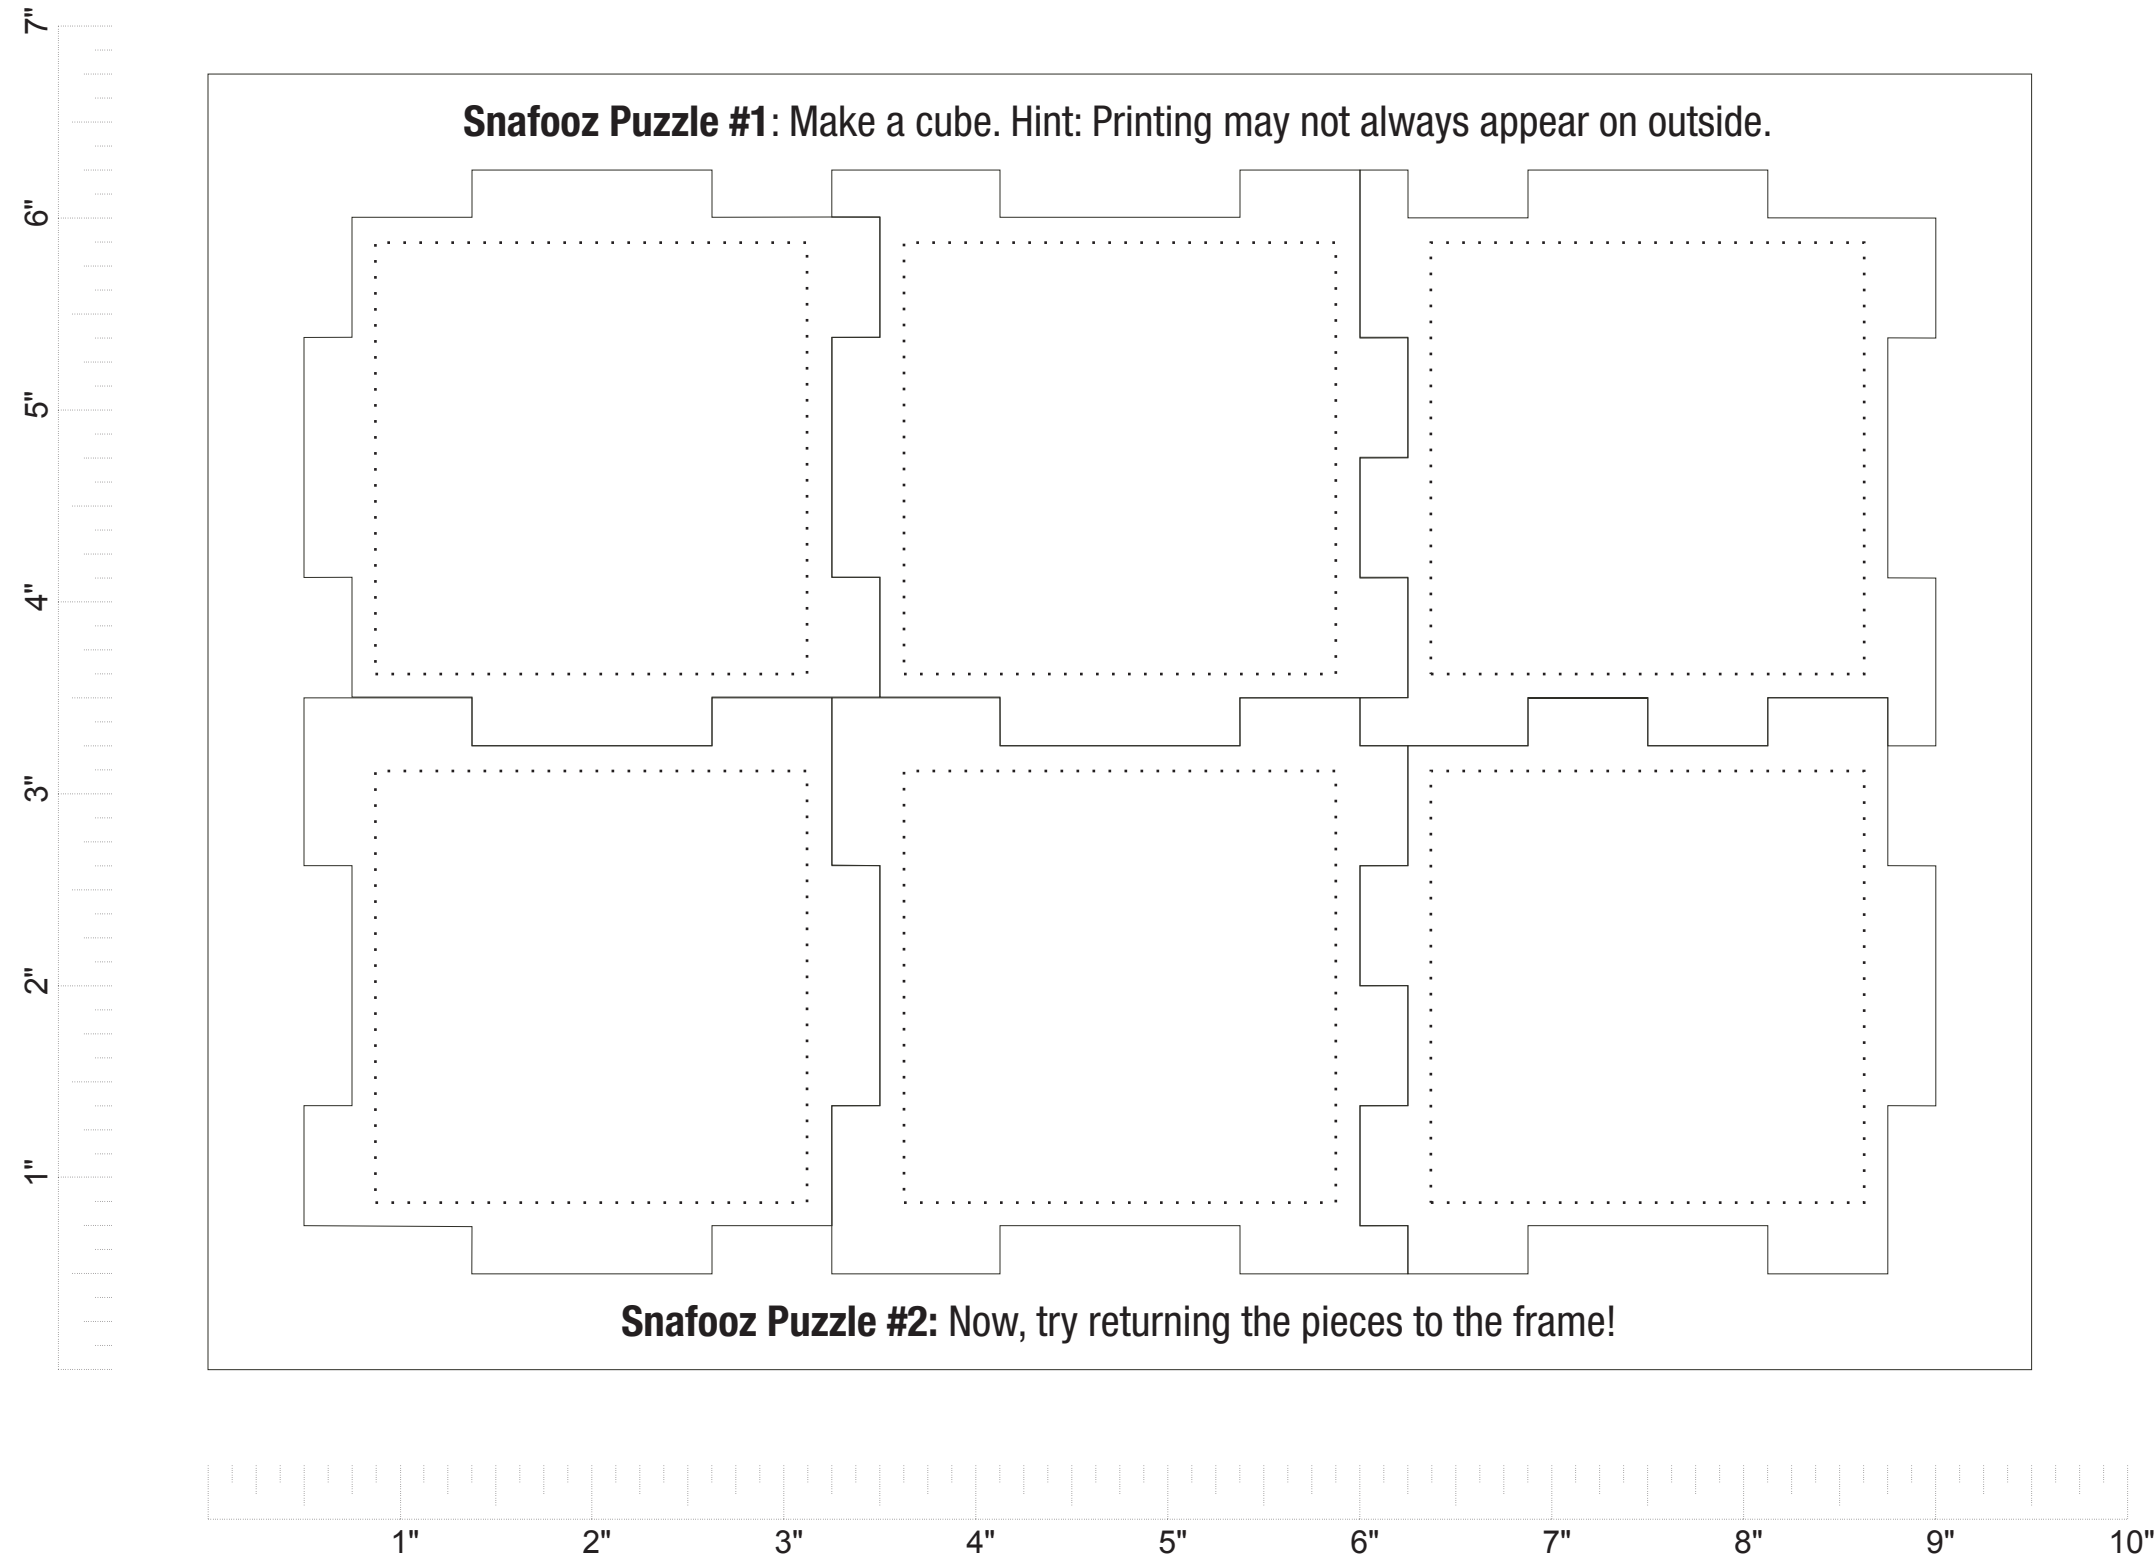 7"
Snafooz Puzzle #1: Make a cube. Hint: Printing may not always appear on outside.
6"
5"
4"
3"
2"
1"
Snafooz Puzzle #2: Now, try returning the pieces to the frame!
1" 2" 3" 4" 5" 6" 7" 8" 9" 10"